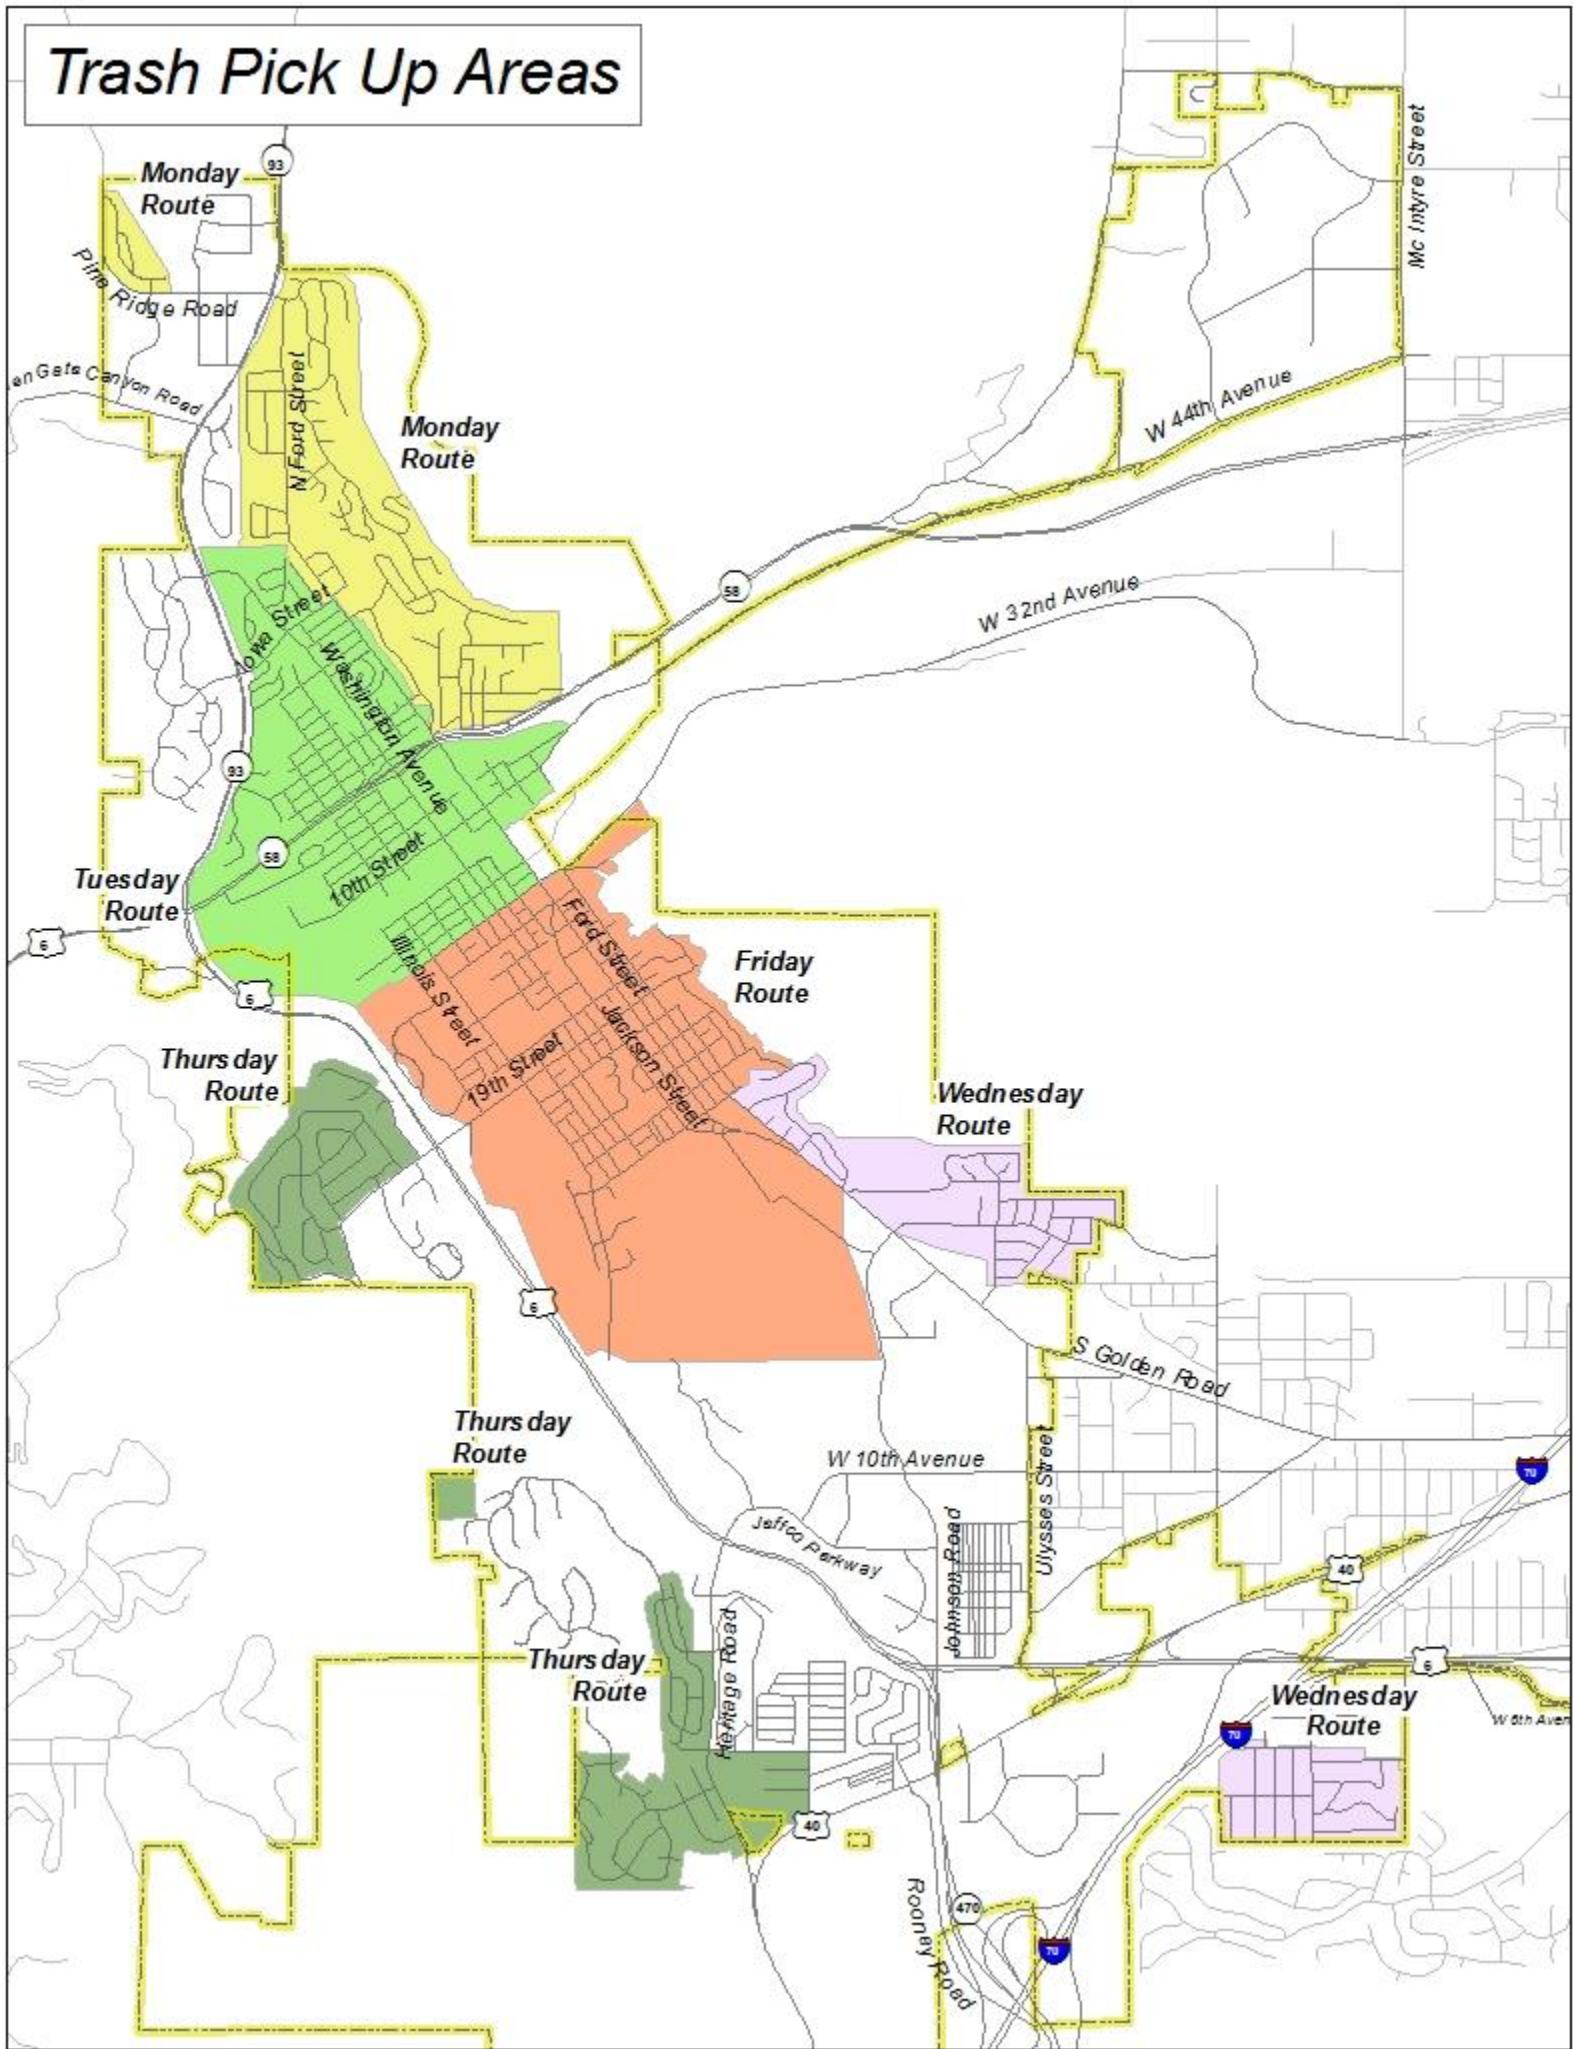 Trash Pick Up Areas
93
Monday
Route
Mc Intyre Street
Pine Ridge Road
en Gate Canyon Road
N Ford Street
W 44th Avenue
Monday
Route
58
W 32nd Avenue
Iowa Street
Washington Avenue
93
58
10th Street
Tuesday
Route
6
Ford Street
Illinois Street
Friday
Route
6
Jackson Street
19th Street
Thursday
Route
Wednesday
Route
6
S Golden Road
Thursday
Route
W 10th Avenue
Ulysses Street
70
Jeffco Parkway
Johnson Road
40
Heritage Road
Thursday
Route
6
Wednesday
Route
W 6th Aven
70
40
Rooney Road
470
70